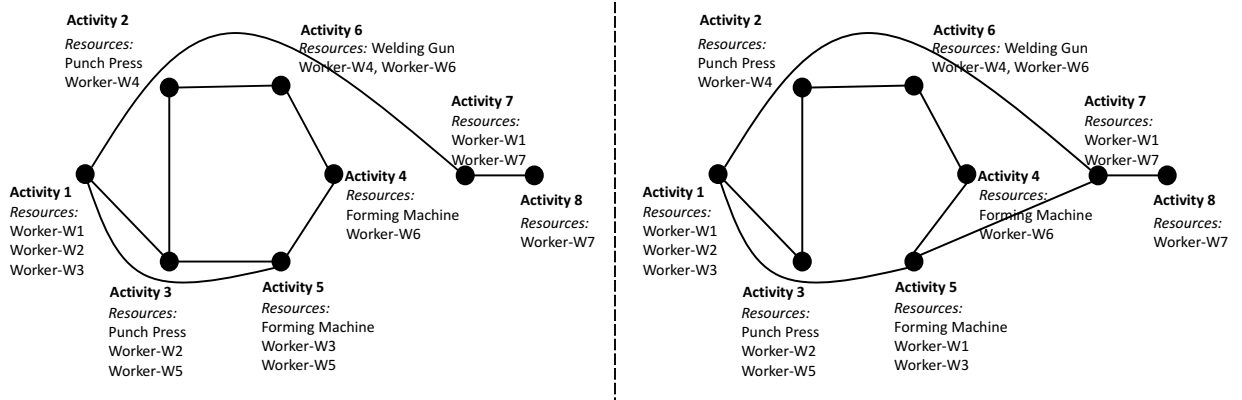 Activity 2
Resources:
Punch Press
Worker-W4
Activity 6
Resources: Welding Gun
Worker-W4, Worker-W6
Activity 7
Resources:
Worker-W1
Worker-W7
Activity 1
Resources:
Worker-W1
Worker-W2
Worker-W3
Activity 4
Resources:
Forming Machine
Worker-W6
Activity 8
Resources:
Worker-W7
Activity 3
Resources:
Punch Press
Worker-W2
Worker-W5
Activity 5
Resources:
Forming Machine
Worker-W3
Worker-W5
Activity 2
Resources:
Punch Press
Worker-W4
Activity 6
Resources: Welding Gun
Worker-W4, Worker-W6
Activity 7
Resources:
Worker-W1
Worker-W7
Activity 1
Resources:
Worker-W1
Worker-W2
Worker-W3
Activity 4
Resources:
Forming Machine
Worker-W6
Activity 8
Resources:
Worker-W7
Activity 3
Resources:
Punch Press
Worker-W2
Worker-W5
Activity 5
Resources:
Forming Machine
Worker-W1
Worker-W3